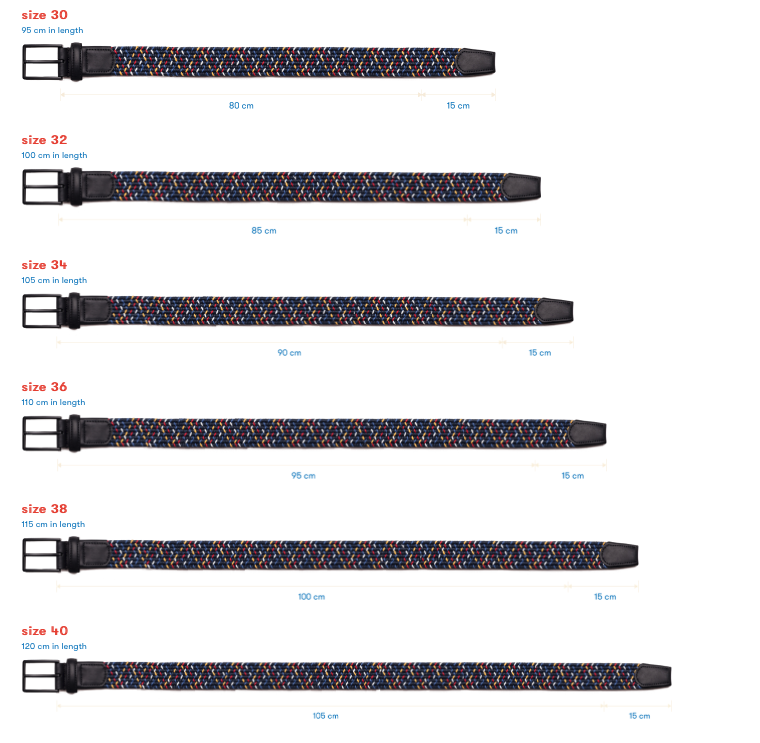 size 30
95 cm in length
80 cm 15 cm
size 32
100 cm in length
85 cm 15 cm
size 34
105 cm in length
90 cm 15 cm
size 36
110 cm in length
95 cm 15 cm
size 38
115 cm in length
100 cm 15 cm
size 40
120 cm in length
105 cm 15 cm